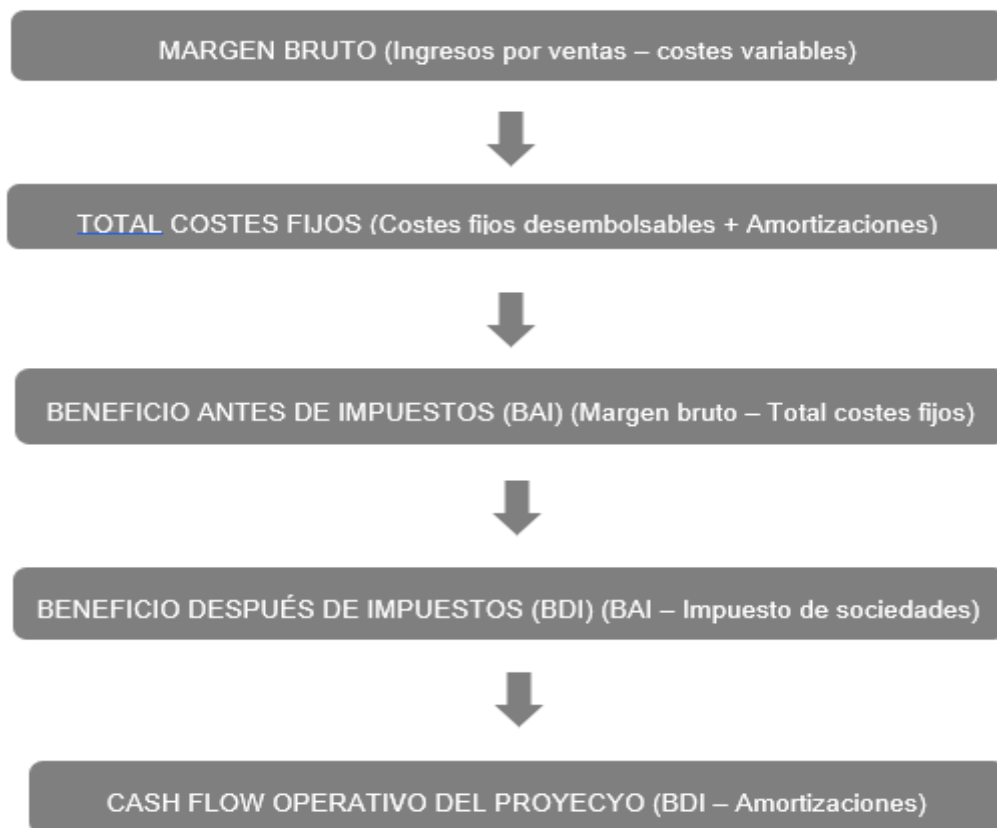 MARGEN BRUTO (Ingresos por ventas – costes variables)
TOTAL COSTES FIJOS (Costes fijos desembolsables + Amortizaciones)
BENEFICIO ANTES DE IMPUESTOS (BAI) (Margen bruto – Total costes fijos)
BENEFICIO DESPUÉS DE IMPUESTOS (BDI) (BAI – Impuesto de sociedades)
CASH FLOW OPERATIVO DEL PROYECYO (BDI – Amortizaciones)